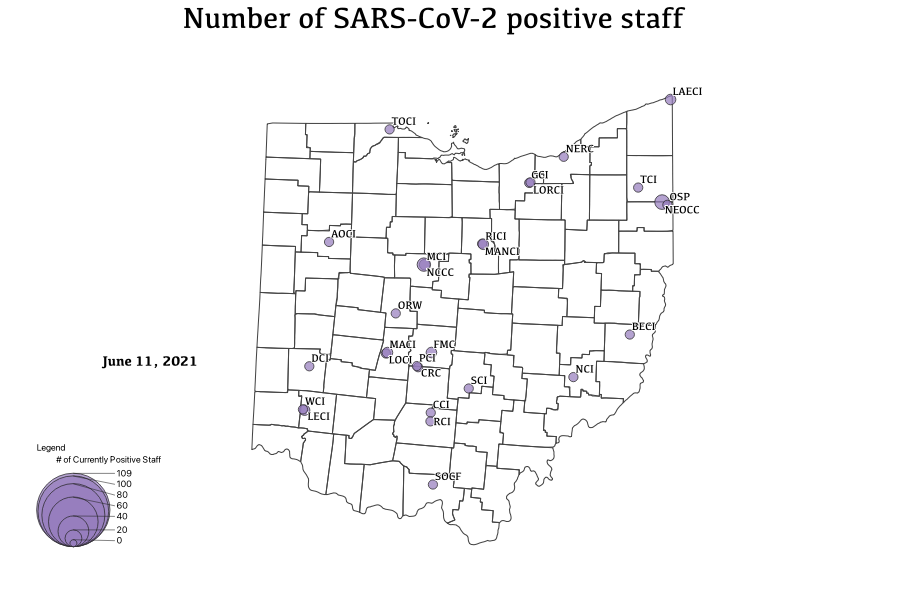 Number of SARS-CoV-2 positive staff
LAECI
TOCI
NERC
GCI
LORCI
TCI
OSP
NEOCC
AOCI
RICI
MANCI
MCI
NCCC
ORW
BECI
MACI
FMC
LOCI
PCI
CRC
June 11, 2021
DCI
NCI
SCI
WCI
LECI
CCI
RCI
SOCF
Legend
# of Currently Positive Staff
109
100
80
60
40
20
0